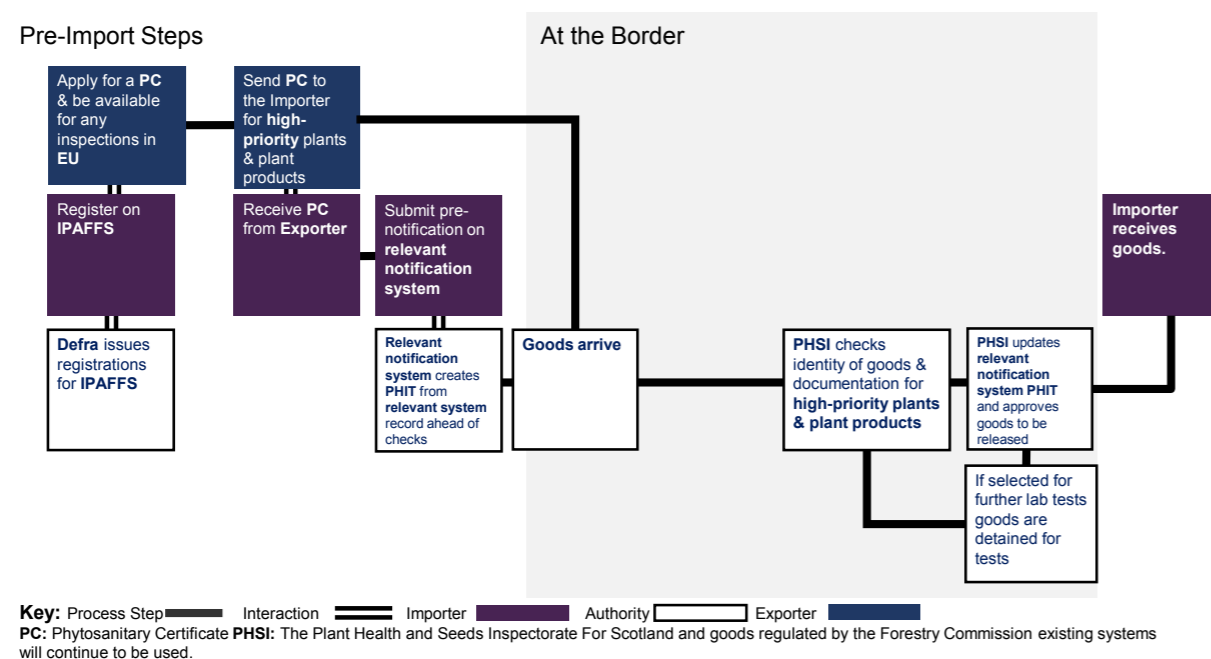 Pre-Import Steps
At the Border
Apply for a PC
& be available
for any
inspections in
EU
Send PC to
the Importer
for high-
priority plants
& plant
products
Register on
IPAFFS
Receive PC
from Exporter
Submit pre-
notification on
relevant
notification
system
Importer
receives
goods.
Defra issues
registrations
for IPAFFS
Relevant
notification
system creates
PHIT from
relevant system
record ahead of
checks
Goods arrive
PHSI checks
identity of goods &
documentation for
high-priority plants
& plant products
PHSI updates
relevant
notification
system PHIT
and approves
goods to be
released
If selected for
further lab tests
goods are
detained for
tests
Key: Process Step Interaction Importer Authority Exporter
PC: Phytosanitary Certificate PHSI: The Plant Health and Seeds Inspectorate For Scotland and goods regulated by the Forestry Commission existing systems
will continue to be used.